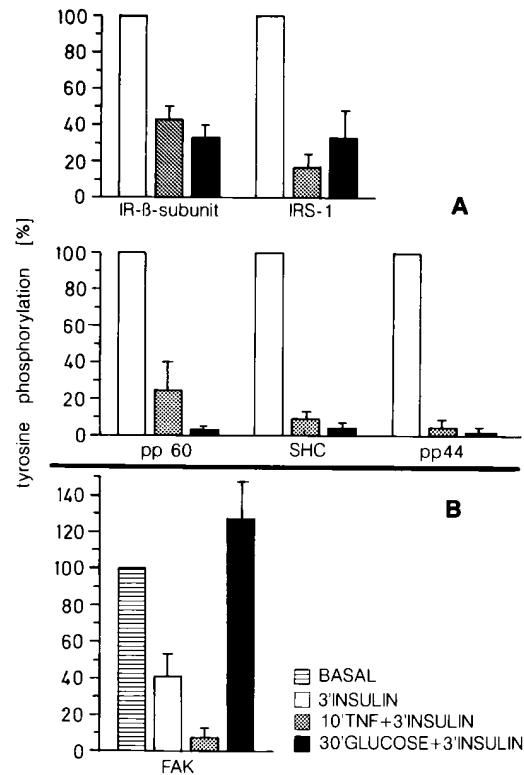 100
80
60
40
20
0
IR-ß-subunit IRS-1
A
tyrosine phosphorylation [%]
100
80
60
40
20
0
pp 60 SHC pp44
B
140
120
100
80
60
40
20
0
FAK
BASAL
3'INSULIN
10'TNF+3'INSULIN
30'GLUCOSE+3'INSULIN